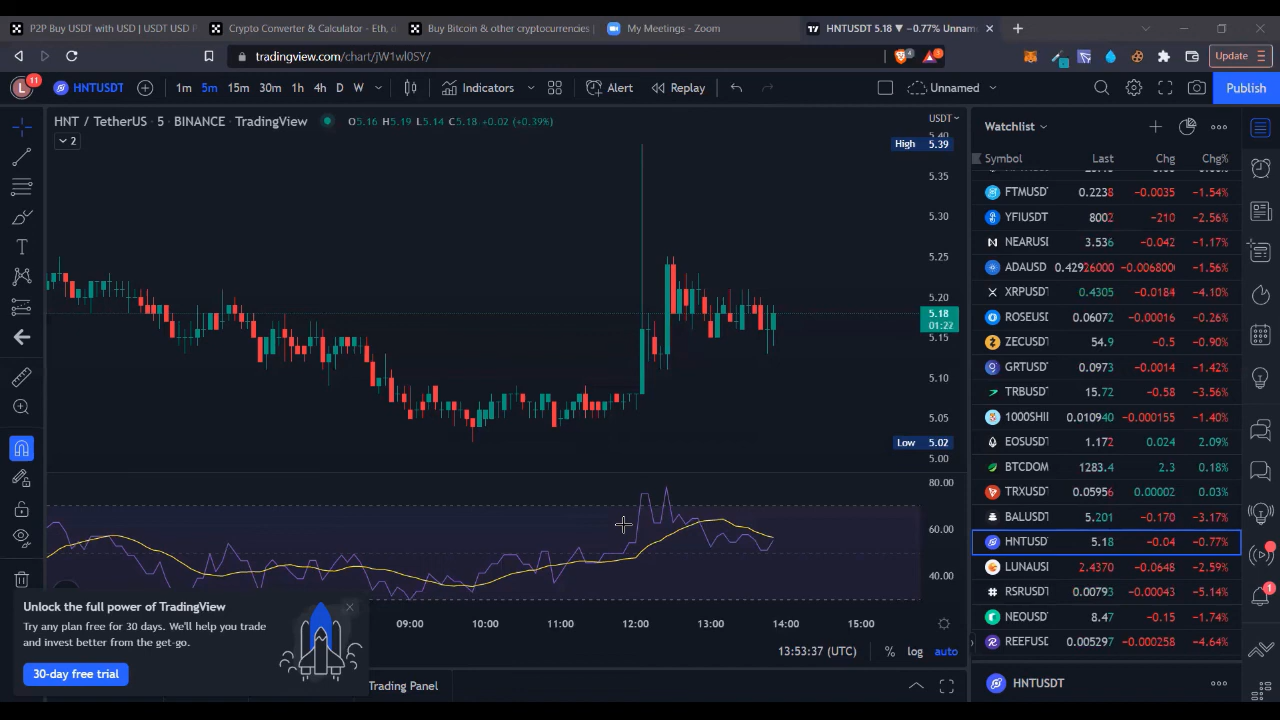 P2P Buy USDT with USD | USDT USD P
Crypto Converter & Calculator - Eth, d
Buy Bitcoin & other cryptocurrencies
My Meetings - Zoom
HNTUSDT 5.18 ▼ −0.77% Unnam
tradingview.com/chart/jW1wl0SY/
4
Update
L
11
HNTUSDT
1m 5m 15m 30m 1h 4h D W
Indicators
Alert
Replay
Unnamed
Publish
HNT / TetherUS · 5 · BINANCE · TradingView
O5.16 H5.19 L5.14 C5.18 +0.02 (+0.39%)
2
USDT
5.40
High 5.39
5.35
5.30
5.25
5.20
5.18
01:22
5.15
5.10
5.05
Low 5.02
5.00
80.00
60.00
40.00
09:00 10:00 11:00 12:00 13:00 14:00 15:00
13:53:37 (UTC) % log auto
Unlock the full power of TradingView
Try any plan free for 30 days. We'll help you trade
and invest better from the get-go.
30-day free trial
Trading Panel
Watchlist
Symbol Last Chg Chg%
FTMUSDT 0.2238 −0.0035 −1.54%
YFIUSDT 8002 −210 −2.56%
NEARUSI 3.536 −0.042 −1.17%
ADAUSD 0.42926000 −0.0068000 −1.56%
XRPUSDT 0.4305 −0.0184 −4.10%
ROSEUSDT 0.06072 −0.00016 −0.26%
ZECUSDT 54.9 −0.5 −0.90%
GRTUSDT 0.0973 −0.0014 −1.42%
TRBUSDT 15.72 −0.58 −3.56%
1000SHII 0.010940 −0.000155 −1.40%
EOSUSDT 1.172 0.024 2.09%
BTCDOM 1283.4 2.3 0.18%
TRXUSDT 0.05956 0.00002 0.03%
BALUSDT 5.201 −0.170 −3.17%
HNTUSD 5.18 −0.04 −0.77%
LUNAUSI 2.4370 −0.0648 −2.59%
RSRUSDT 0.00793 −0.00043 −5.14%
NEOUSDT 8.47 −0.15 −1.74%
REEFUSI 0.005297 −0.000258 −4.64%
HNTUSDT
1